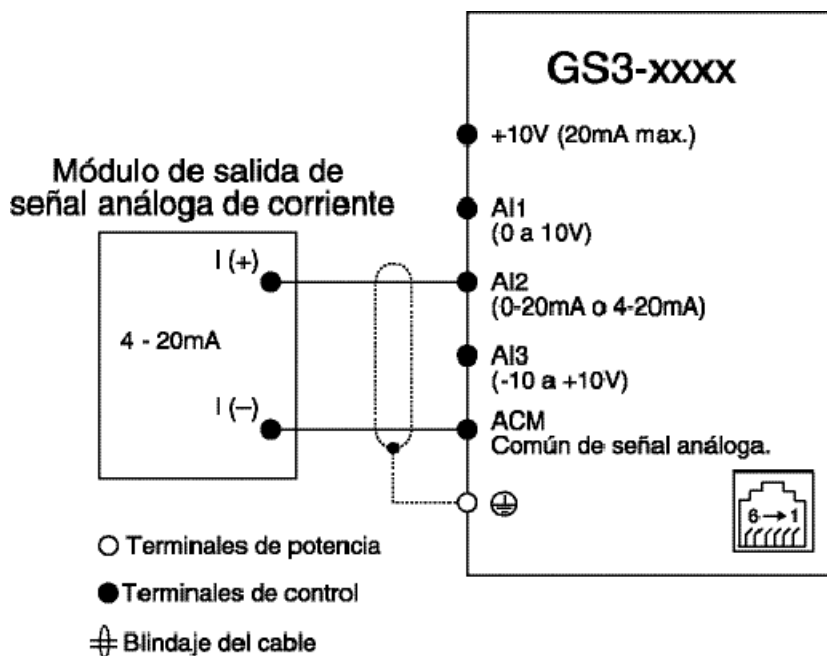 GS3-xxxx
+10V (20mA max.)
Módulo de salida de
señal análoga de corriente
AI1
(0 a 10V)
I (+)
AI2
(0-20mA o 4-20mA)
4 - 20mA
AI3
(-10 a +10V)
I (–)
ACM
Común de señal análoga.
6→1
Terminales de potencia
Terminales de control
Blindaje del cable